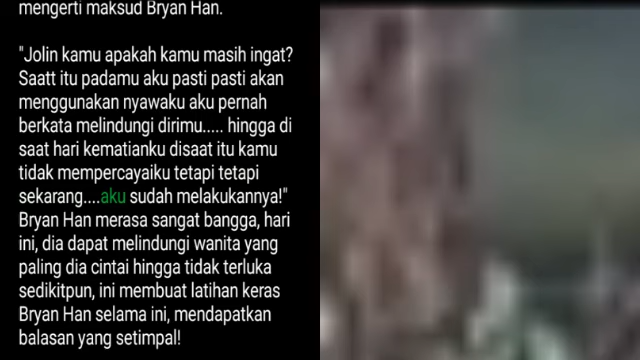 mengerti maksud Bryan Han.
"Jolin kamu apakah kamu masih ingat?
Saatt itu padamu aku pasti pasti akan
menggunakan nyawaku aku pernah
berkata melindungi dirimu..... hingga di
saat hari kematianku disaat itu kamu
tidak mempercayaiku tetapi tetapi
sekarang....aku sudah melakukannya!"
Bryan Han merasa sangat bangga, hari
ini, dia dapat melindungi wanita yang
paling dia cintai hingga tidak terluka
sedikitpun, ini membuat latihan keras
Bryan Han selama ini, mendapatkan
balasan yang setimpal!